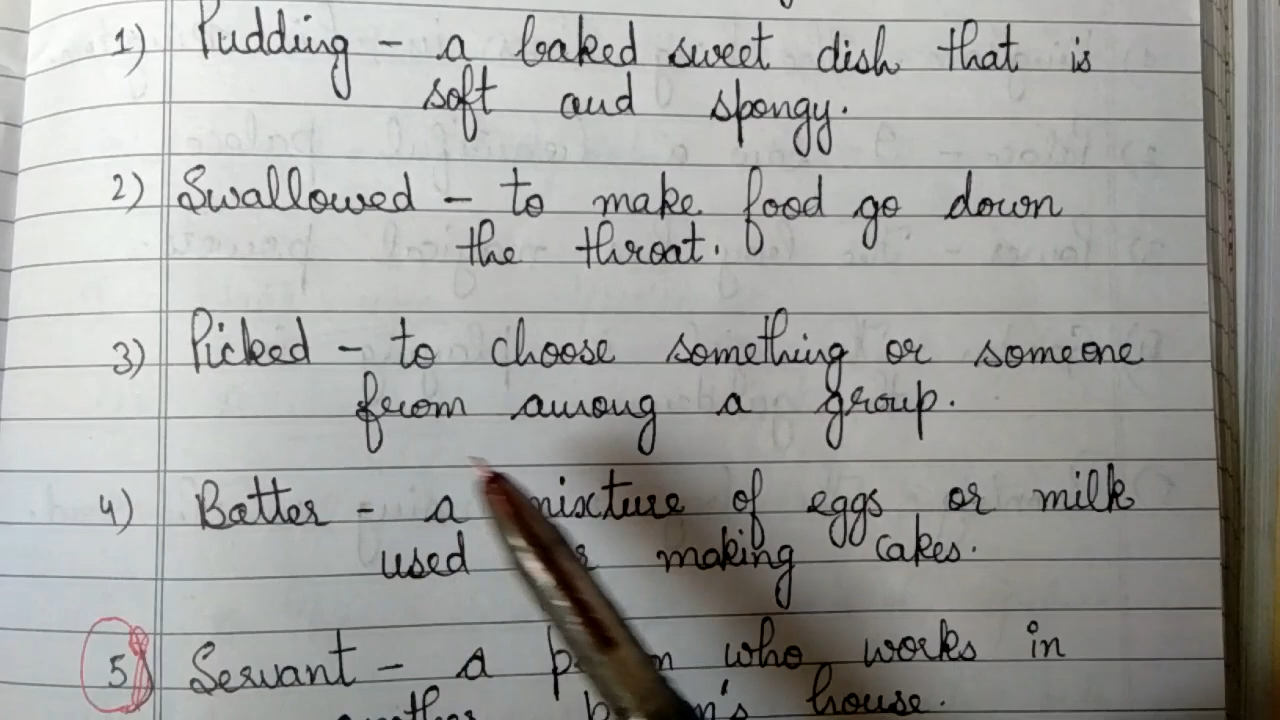 1) Pudding - a baked sweet dish that is
soft and spongy.
2) Swallowed - to make food go down
the throat.
3) Picked - to choose something or someone
from among a group.
4) Batter - a mixture of eggs or milk
used making cakes.
5) Servant - a who works in
house.